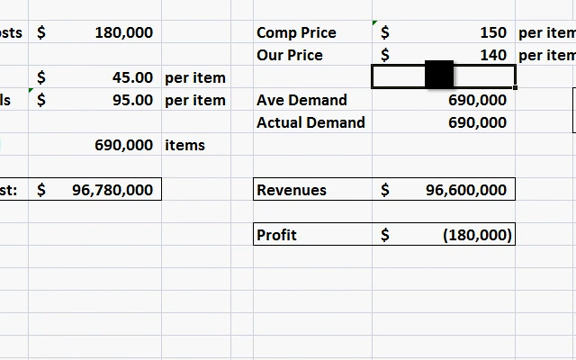 osts $ 180,000 Comp Price $ 150 per item
Our Price $ 140 per item
$ 45.00 per item
ls $ 95.00 per item Ave Demand 690,000
Actual Demand 690,000
690,000 items
st: $ 96,780,000 Revenues $ 96,600,000
Profit $ (180,000)